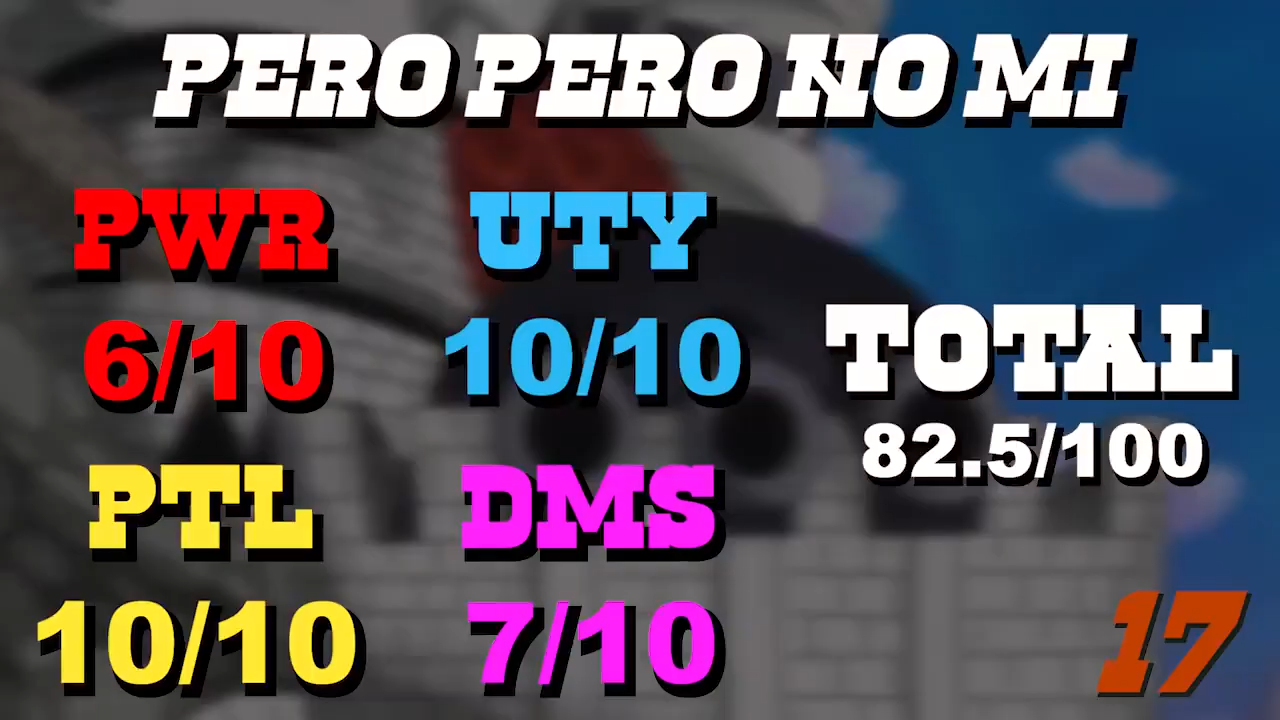 PERO PERO NO MI
PWR
6/10
UTY
10/10
PTL
10/10
DMS
7/10
TOTAL
82.5/100
17